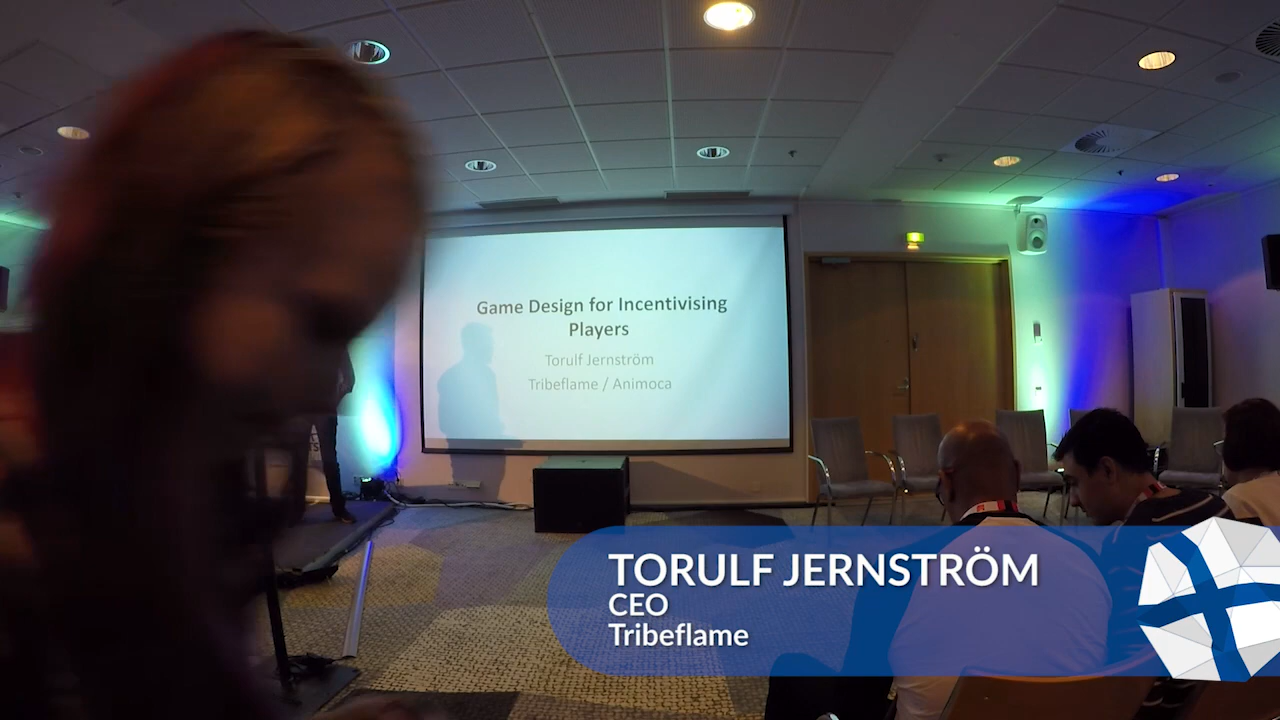 Game Design for Incentivising
Players
Torulf Jernström
Tribeflame / Animoca
TORULF JERNSTRÖM
CEO
Tribeflame